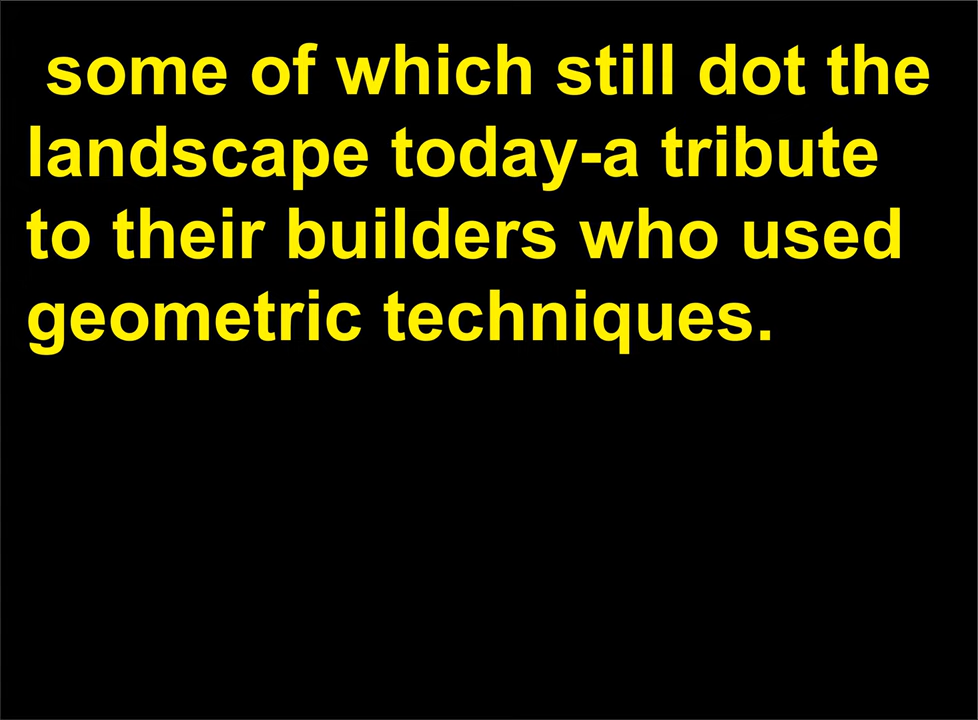 some of which still dot the
landscape today-a tribute
to their builders who used
geometric techniques.